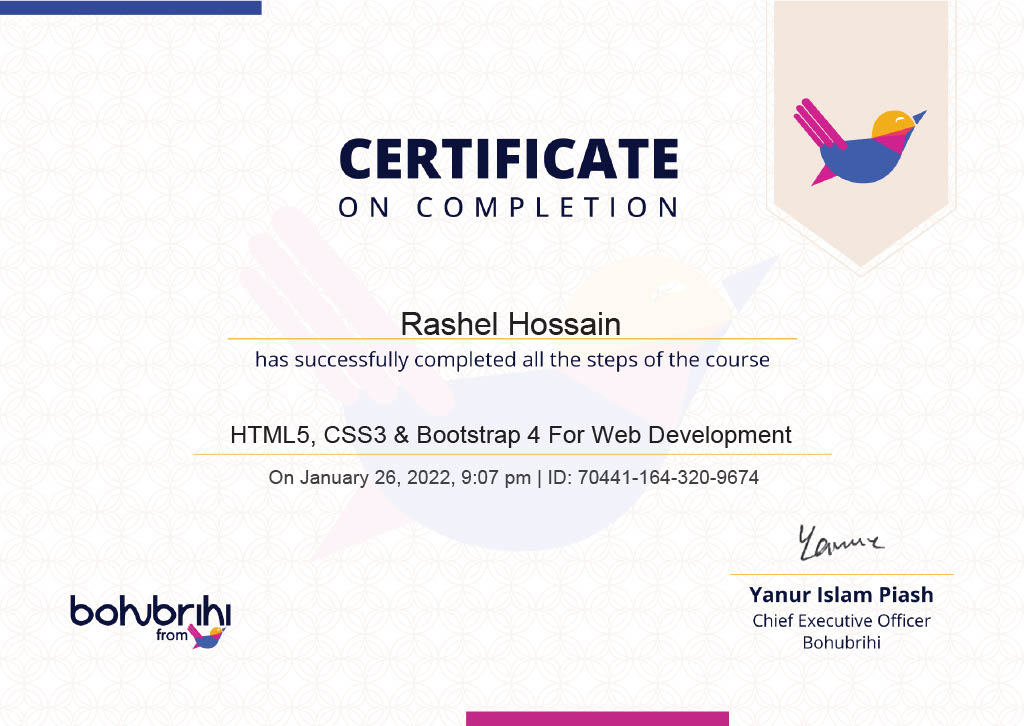 CERTIFICATE
ON COMPLETION
Rashel Hossain
has successfully completed all the steps of the course
HTML5, CSS3 & Bootstrap 4 For Web Development
On January 26, 2022, 9:07 pm | ID: 70441-164-320-9674
Yanur
Yanur Islam Piash
Chief Executive Officer
Bohubrihi
bohubrihi
from